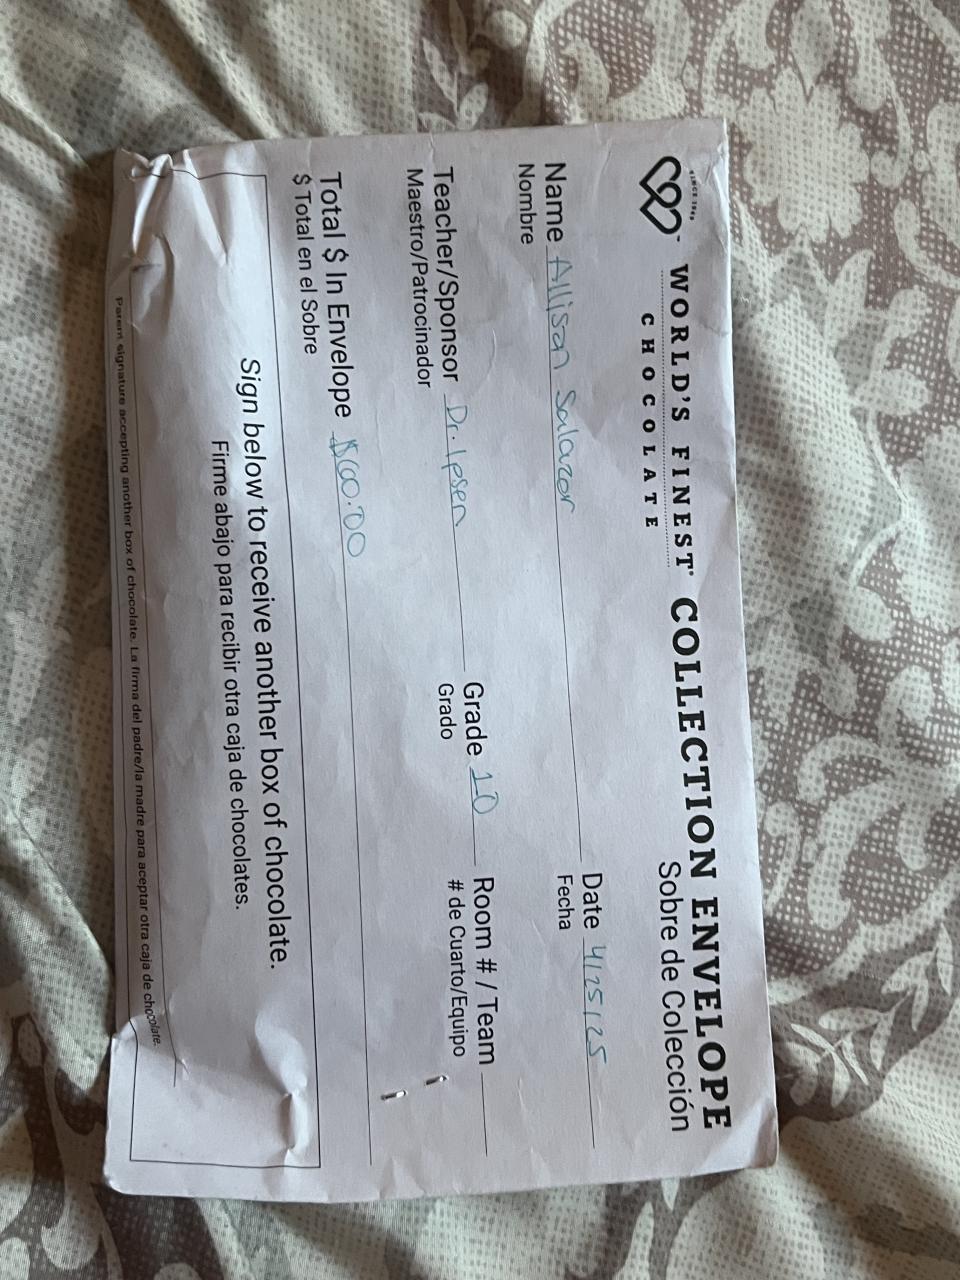 SINCE 1949
WORLD'S FINEST® COLLECTION ENVELOPE
CHOCOLATE
Sobre de Colección
Name Allison Salazar Date 4/25/25
Nombre Fecha
Teacher/Sponsor Dr. Ipsen Grade 10 Room # / Team
Maestro/Patrocinador Grado # de Cuarto/Equipo
Total $ In Envelope $60.00
$ Total en el Sobre
Sign below to receive another box of chocolate.
Firme abajo para recibir otra caja de chocolates.
Parent signature accepting another box of chocolate. La firma del padre/la madre para aceptar otra caja de chocolate.